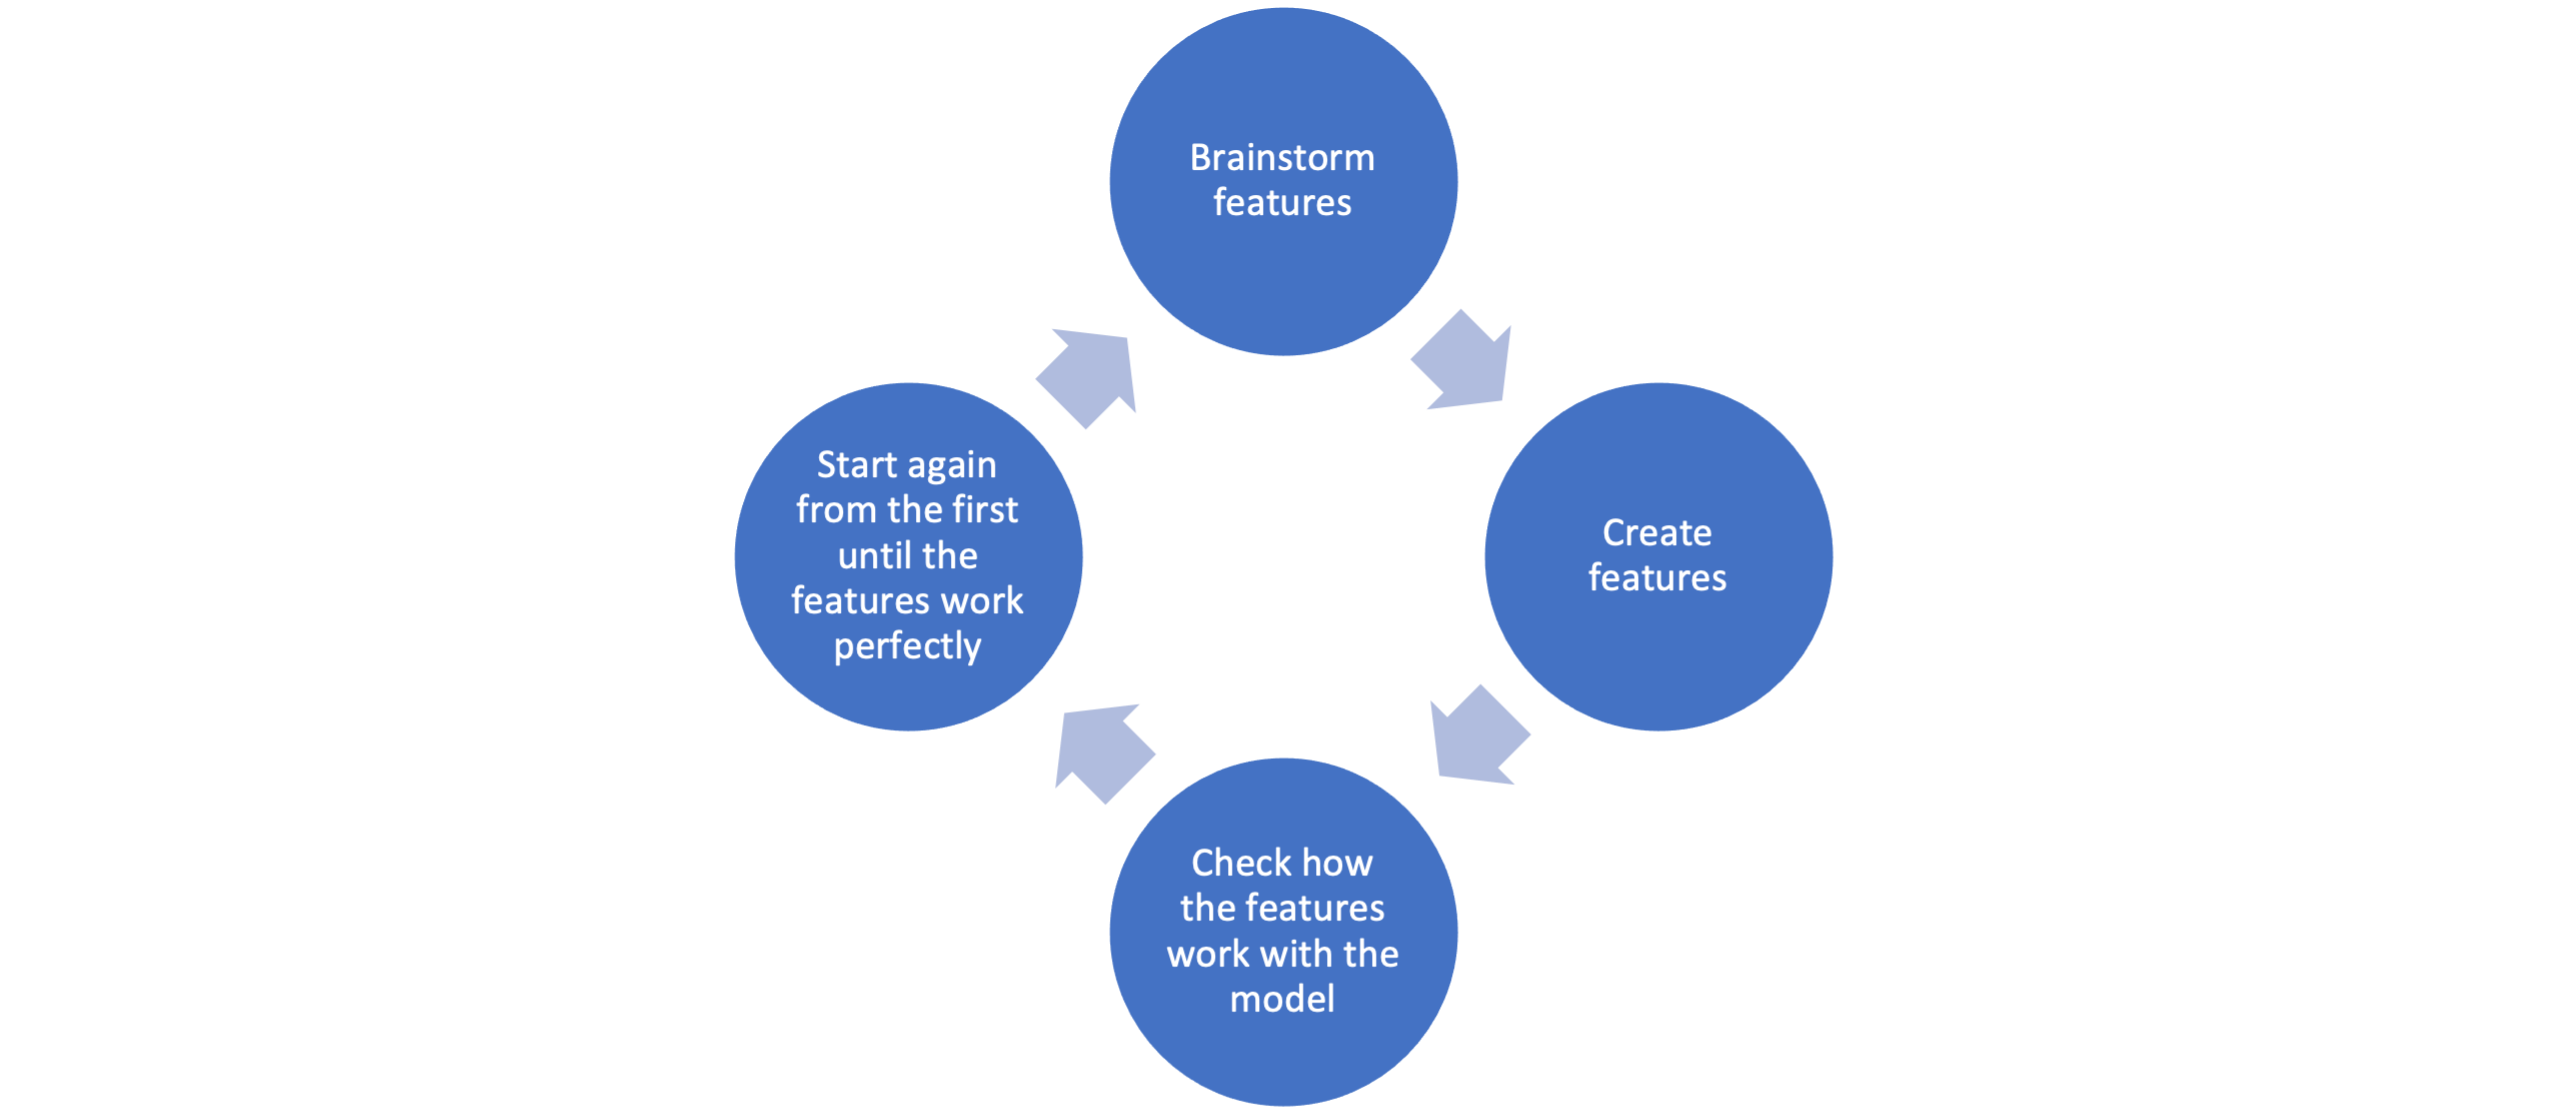 Brainstorm
features
Create
features
Check how
the features
work with the
model
Start again
from the first
until the
features work
perfectly